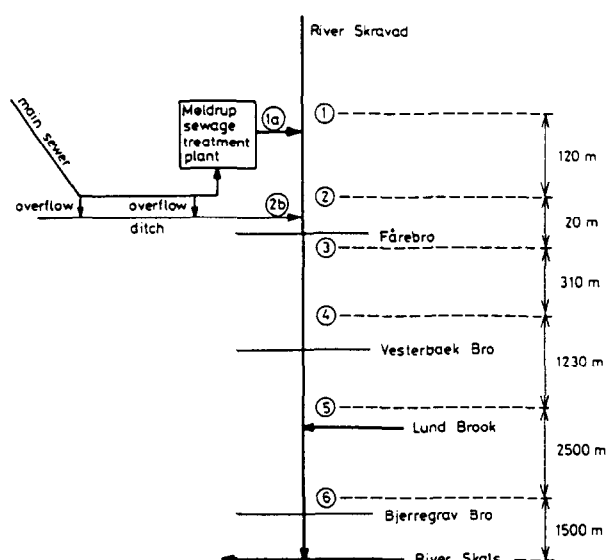 River Skravad
main sewer
Møldrup
sewage
treatment
plant
1a
1
120 m
2
overflow
overflow
2b
20 m
ditch
Fårebro
3
310 m
4
Vesterbaek Bro
1230 m
5
Lund Brook
2500 m
6
Bjerregrav Bro
1500 m
River Skals